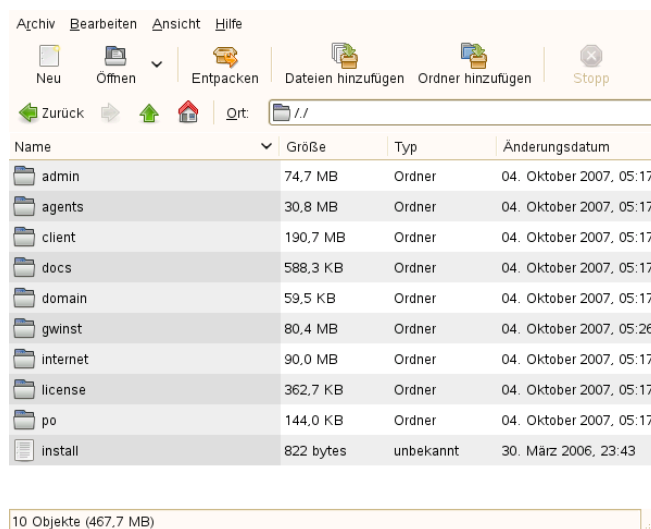 Archiv Bearbeiten Ansicht Hilfe
Neu Öffnen Entpacken Dateien hinzufügen Ordner hinzufügen Stopp
Zurück Ort: /./
Name Größe Typ Änderungsdatum
admin 74,7 MB Ordner 04. Oktober 2007, 05:17
agents 30,8 MB Ordner 04. Oktober 2007, 05:17
client 190,7 MB Ordner 04. Oktober 2007, 05:17
docs 588,3 KB Ordner 04. Oktober 2007, 05:17
domain 59,5 KB Ordner 04. Oktober 2007, 05:17
gwinst 80,4 MB Ordner 04. Oktober 2007, 05:26
internet 90,0 MB Ordner 04. Oktober 2007, 05:17
license 362,7 KB Ordner 04. Oktober 2007, 05:17
po 144,0 KB Ordner 04. Oktober 2007, 05:17
install 822 bytes unbekannt 30. März 2006, 23:43
10 Objekte (467,7 MB)